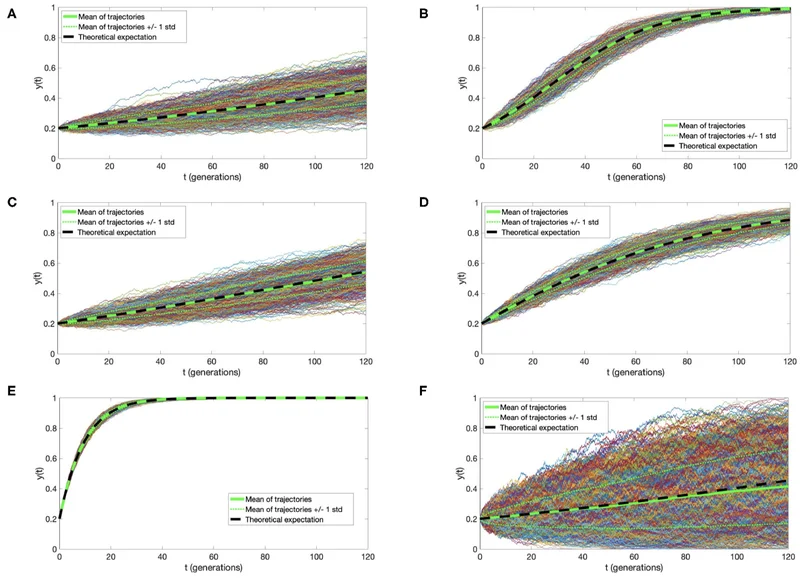 A
Mean of trajectories
Mean of trajectories +/- 1 std
Theoretical expectation
1
0.8
0.6
0.4
0.2
0
y(t)
0 20 40 60 80 100 120
t (generations)
B
1
0.8
0.6
0.4
0.2
0
y(t)
Mean of trajectories
Mean of trajectories +/- 1 std
Theoretical expectation
0 20 40 60 80 100 120
t (generations)
C
Mean of trajectories
Mean of trajectories +/- 1 std
Theoretical expectation
1
0.8
0.6
0.4
0.2
0
y(t)
0 20 40 60 80 100 120
t (generations)
D
Mean of trajectories
Mean of trajectories +/- 1 std
Theoretical expectation
1
0.8
0.6
0.4
0.2
0
y(t)
0 20 40 60 80 100 120
t (generations)
E
1
0.8
0.6
0.4
0.2
0
y(t)
Mean of trajectories
Mean of trajectories +/- 1 std
Theoretical expectation
0 20 40 60 80 100 120
t (generations)
F
Mean of trajectories
Mean of trajectories +/- 1 std
Theoretical expectation
1
0.8
0.6
0.4
0.2
0
y(t)
0 20 40 60 80 100 120
t (generations)